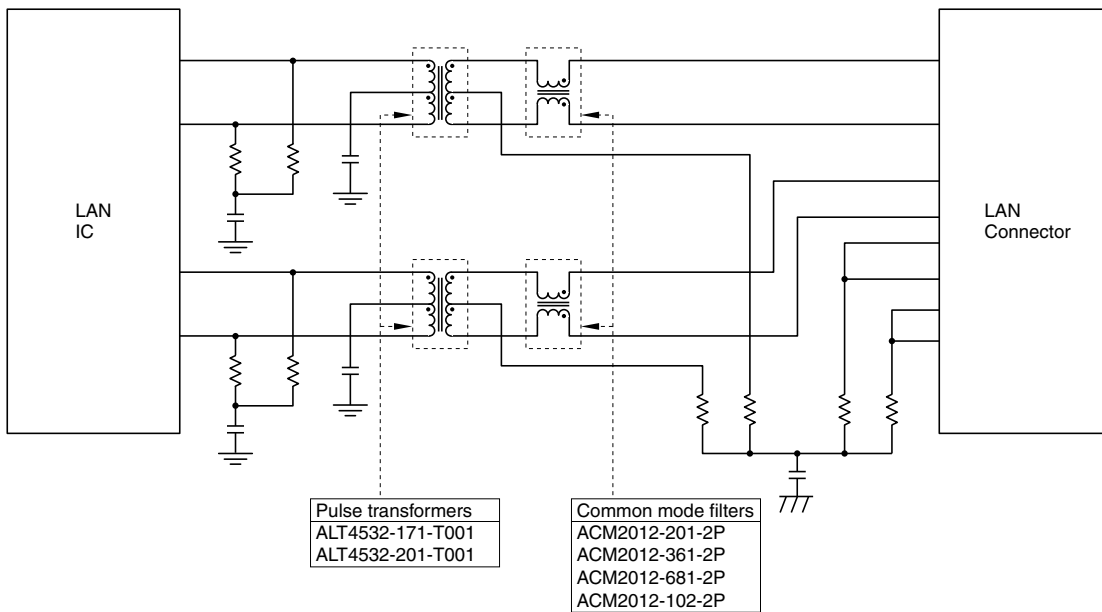 LAN
IC
LAN
Connector
Pulse transformers
ALT4532-171-T001
ALT4532-201-T001
Common mode filters
ACM2012-201-2P
ACM2012-361-2P
ACM2012-681-2P
ACM2012-102-2P